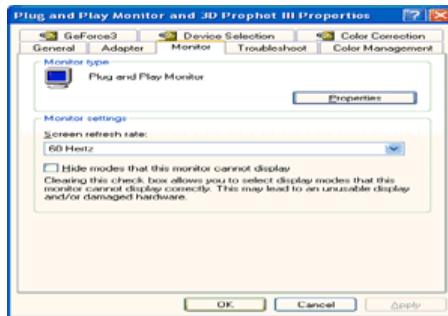 Plug and Play Monitor and 3D Prophet III Properties
GeForce3 Device Selection Color Correction
General Adapter Monitor Troubleshoot Color Management
Monitor type
Plug and Play Monitor
Properties
Monitor settings
Screen refresh rate:
60 Hertz
Hide modes that this monitor cannot display
Clearing this check box allows you to select display modes that this
monitor cannot display correctly. This may lead to an unusable display
and/or damaged hardware.
OK Cancel Apply